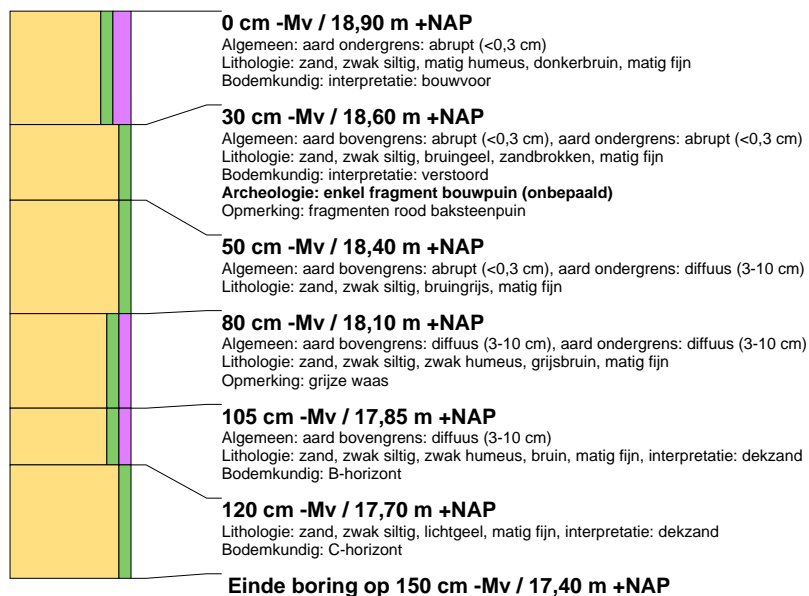 0 cm -Mv / 18,90 m +NAP
Algemeen: aard ondergrens: abrupt (<0,3 cm)
Lithologie: zand, zwak siltig, matig humeus, donkerbruin, matig fijn
Bodemkundig: interpretatie: bouwvoor
30 cm -Mv / 18,60 m +NAP
Algemeen: aard bovengrens: abrupt (<0,3 cm), aard ondergrens: abrupt (<0,3 cm)
Lithologie: zand, zwak siltig, bruingeel, zandbrokken, matig fijn
Bodemkundig: interpretatie: verstoord
Archeologie: enkel fragment bouwpuin (onbepaald)
Opmerking: fragmenten rood baksteenpuin
50 cm -Mv / 18,40 m +NAP
Algemeen: aard bovengrens: abrupt (<0,3 cm), aard ondergrens: diffuus (3-10 cm)
Lithologie: zand, zwak siltig, bruingrijs, matig fijn
80 cm -Mv / 18,10 m +NAP
Algemeen: aard bovengrens: diffuus (3-10 cm), aard ondergrens: diffuus (3-10 cm)
Lithologie: zand, zwak siltig, zwak humeus, grijsbruin, matig fijn
Opmerking: grijze waas
105 cm -Mv / 17,85 m +NAP
Algemeen: aard bovengrens: diffuus (3-10 cm)
Lithologie: zand, zwak siltig, zwak humeus, bruin, matig fijn, interpretatie: dekzand
Bodemkundig: B-horizont
120 cm -Mv / 17,70 m +NAP
Lithologie: zand, zwak siltig, lichtgeel, matig fijn, interpretatie: dekzand
Bodemkundig: C-horizont
Einde boring op 150 cm -Mv / 17,40 m +NAP